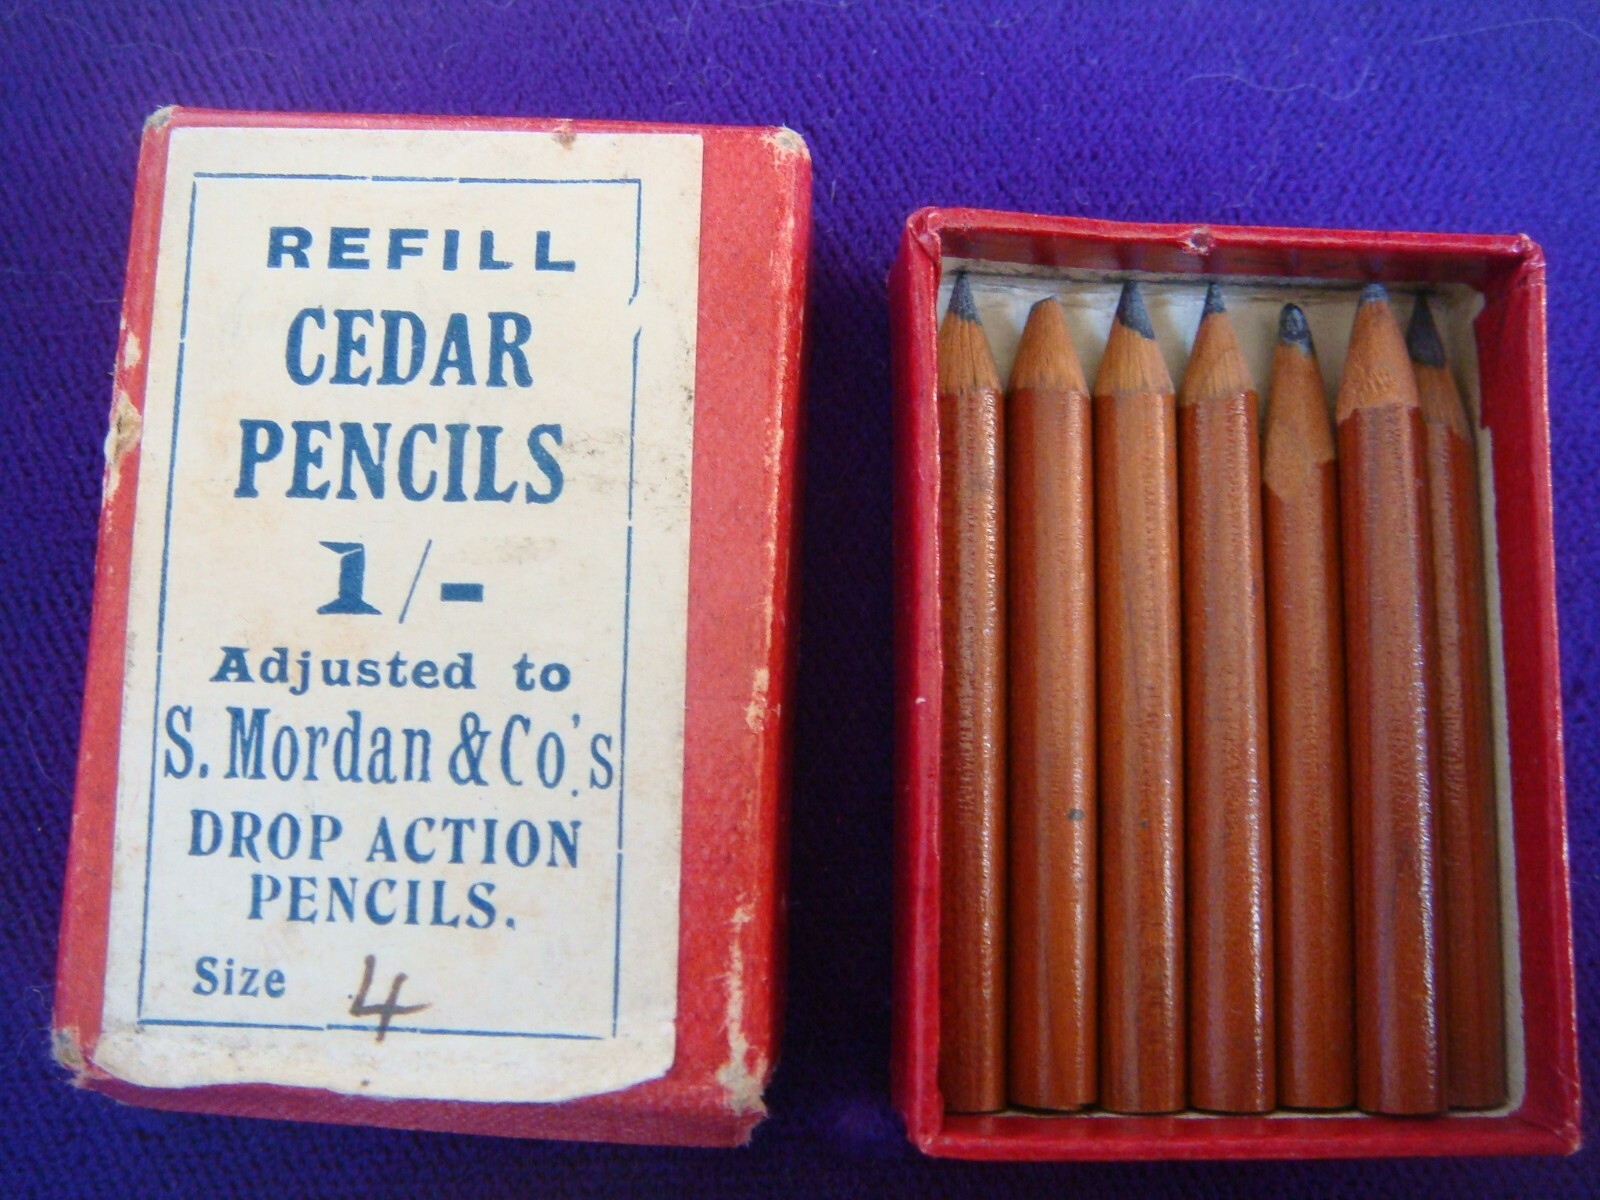 REFILL
CEDAR
PENCILS
1/-
Adjusted to
S. Mordan & Co.'s
DROP ACTION
PENCILS.
Size 4